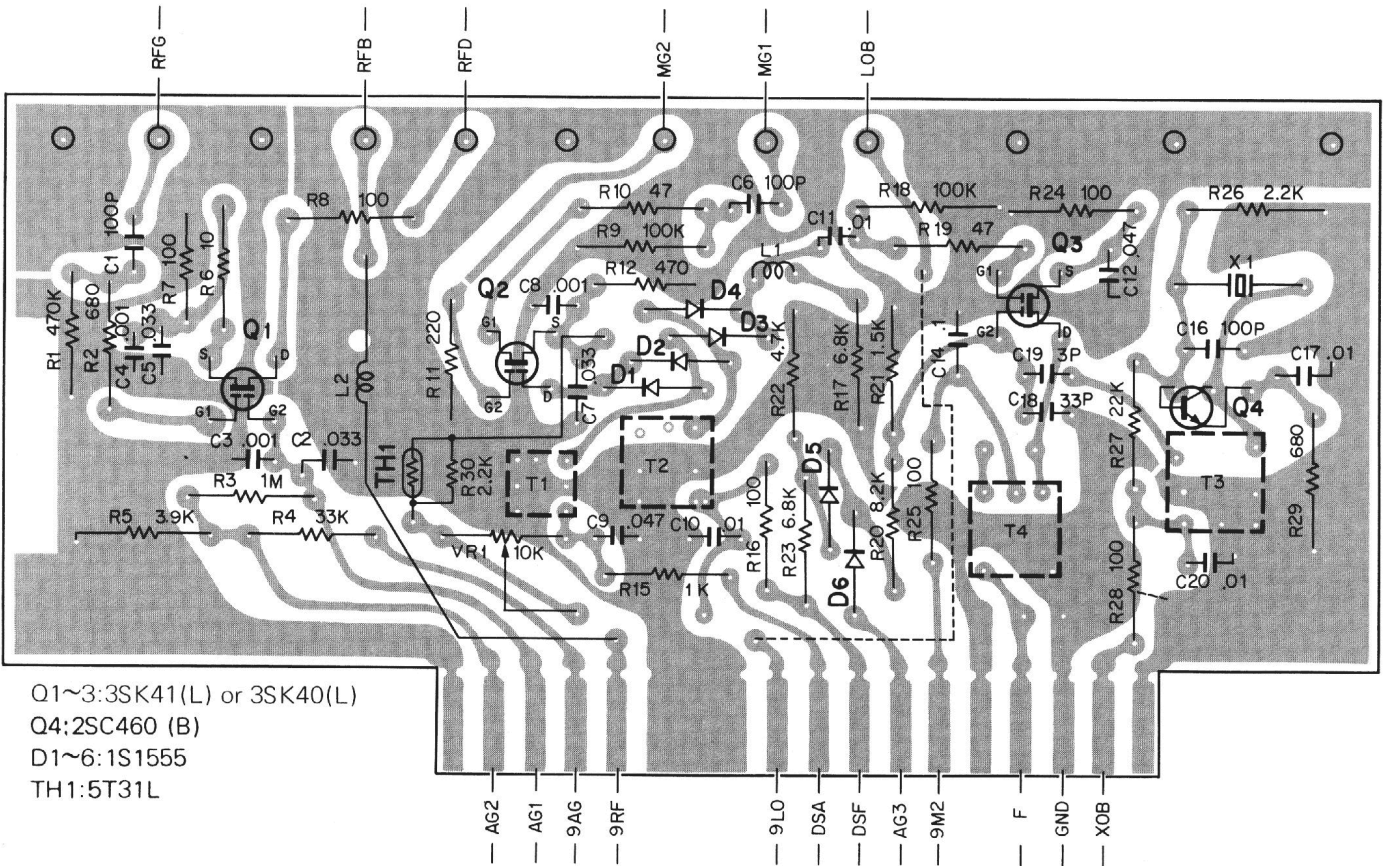 RFG
RFB
RFD
MG2
MG1
LOB
R8 100
R10 47
C6 100P
R18 100K
R24 100
R26 2.2K
C1 100P
R7 100
R6 10
R9 100K
C11 .01
R19 47
Q3
C12 .047
R12 470
L1
G1
S
G2
D
X1
R1 470K
R2 680
C4 .001
C5 .033
Q1
S
D
G1
G2
Q2
C8 .001
G1
S
G2
D
D4
D3
D2
D1
R11 220
C7 .033
R22 4.7K
R17 6.8K
R21 1.5K
C14 .1
C19 3P
C18 33P
C16 100P
C17 .01
Q4
R27 22K
L2
C3 .001
C2 .033
R3 1M
TH1
R30 2.2K
T1
T2
D5
T3
R29 680
R5 3.9K
R4 33K
VR1 10K
C9 .047
C10 .01
R16 100
R23 6.8K
R20 8.2K
R25 100
T4
R28 100
C20 .01
R15 1K
D6
Q1~3:3SK41(L) or 3SK40(L)
Q4;2SC460 (B)
D1~6:1S1555
TH1:5T31L
AG2
AG1
9AG
9RF
9LO
DSA
DSF
AG3
9M2
F
GND
XOB